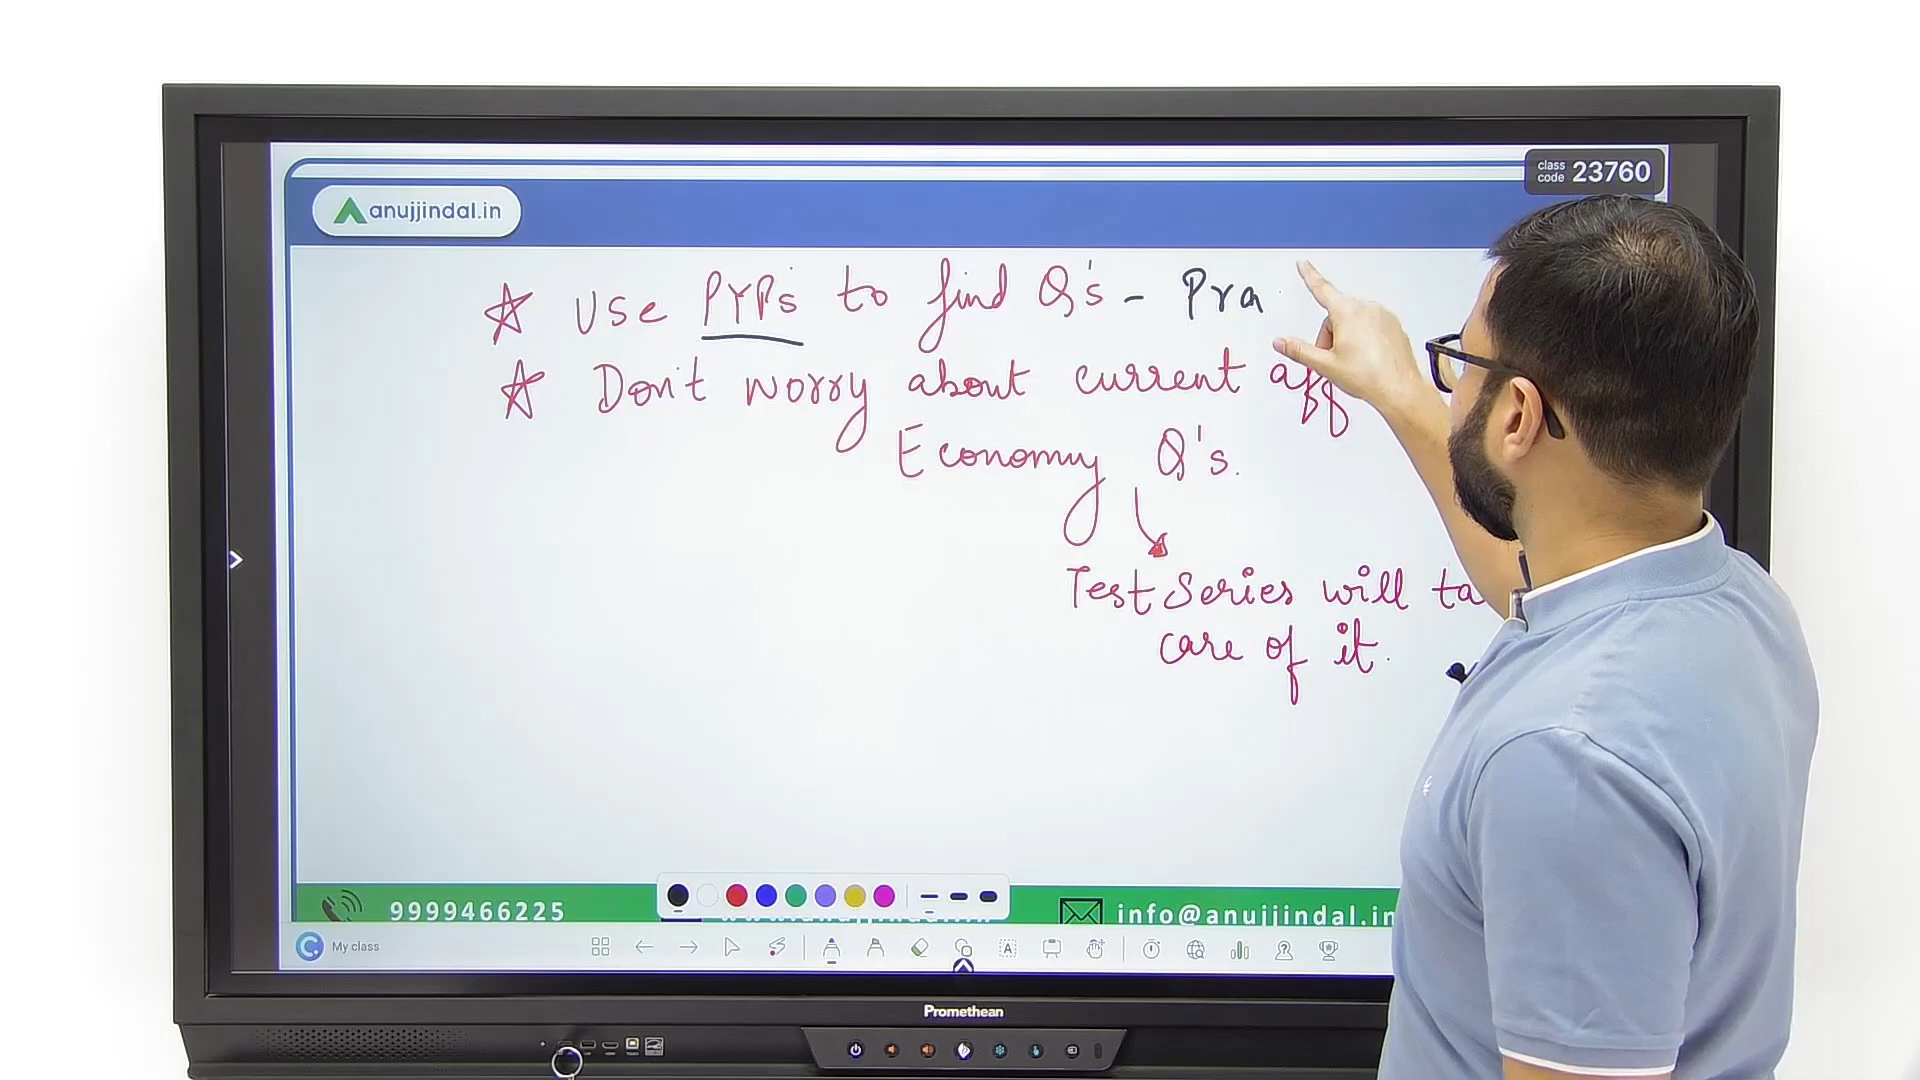 class code 23760
anujjindal.in
☆ Use PYPs to find Q's - Pra
☆ Don't worry about current aff
Economy Q's.
Test Series will ta
care of it.
9999466225
info@anujjindal.in
My class
Promethean